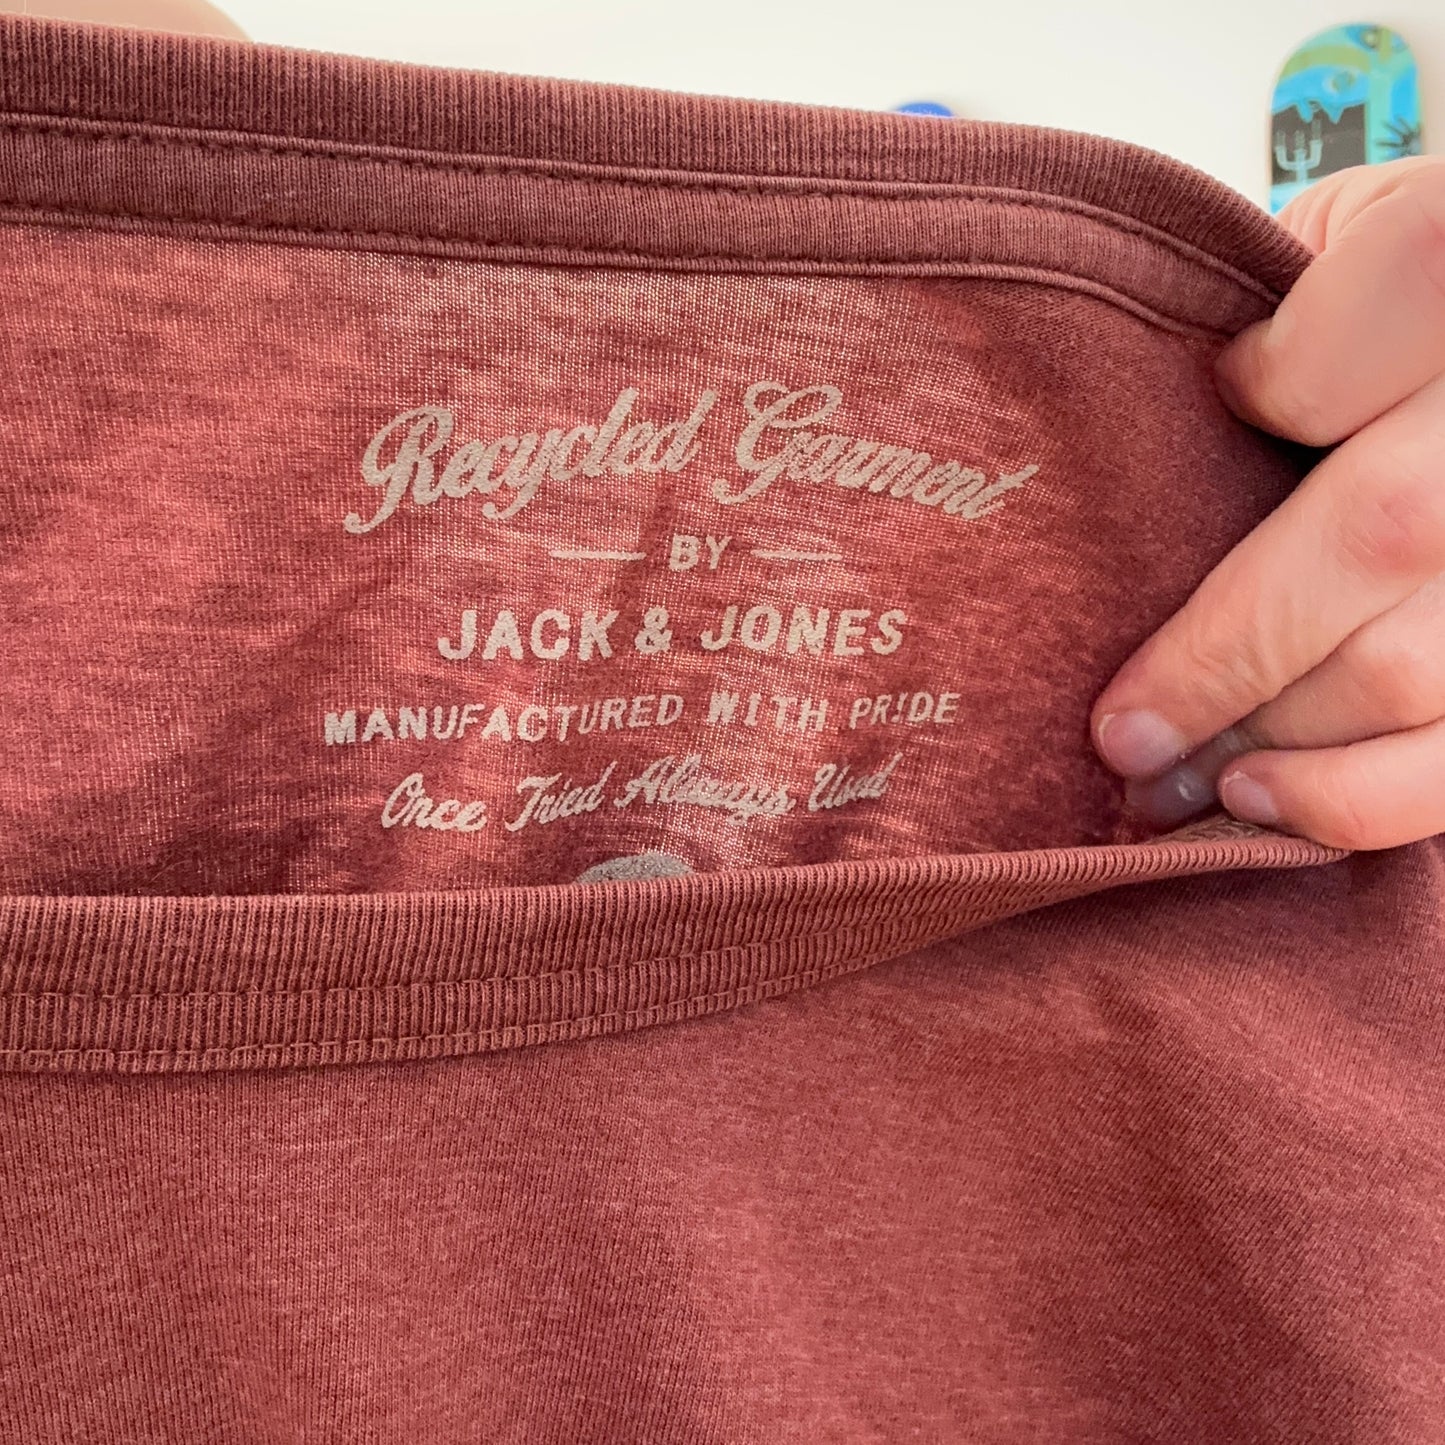 Recycled Garment
BY
JACK & JONES
MANUFACTURED WITH PRIDE
Once Tried Always Used